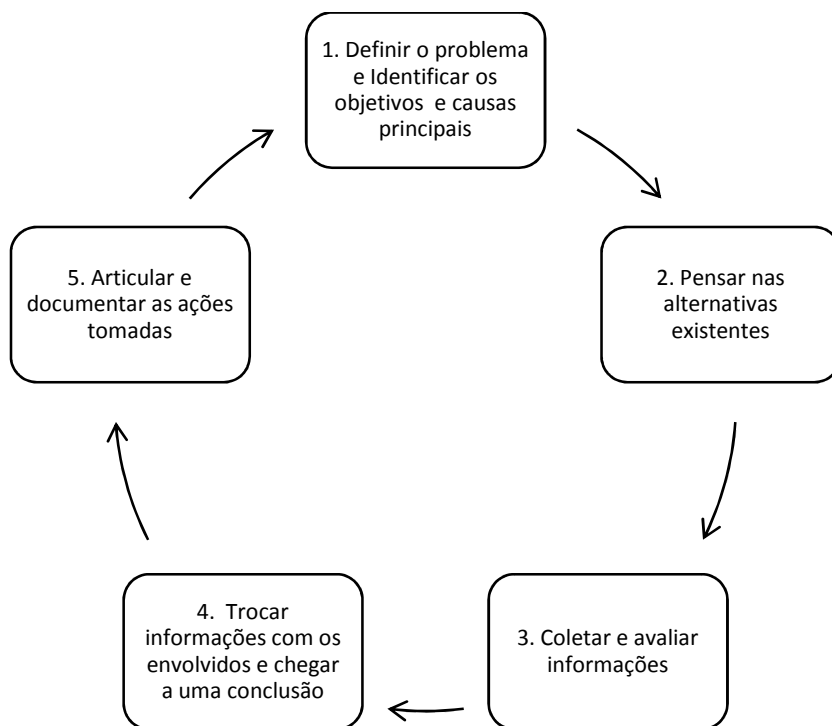 1. Definir o problema
e Identificar os
objetivos e causas
principais
2. Pensar nas
alternativas
existentes
3. Coletar e avaliar
informações
4. Trocar
informações com os
envolvidos e chegar
a uma conclusão
5. Articular e
documentar as ações
tomadas